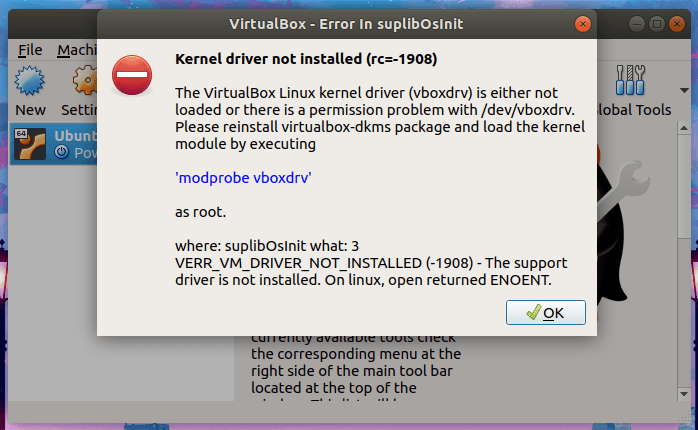 VirtualBox - Error In suplibOsInit
File Machi
New Settin
lobal Tools
64
Ubunt
Pow
Kernel driver not installed (rc=-1908)
The VirtualBox Linux kernel driver (vboxdrv) is either not
loaded or there is a permission problem with /dev/vboxdrv.
Please reinstall virtualbox-dkms package and load the kernel
module by executing
'modprobe vboxdrv'
as root.
where: suplibOsInit what: 3
VERR_VM_DRIVER_NOT_INSTALLED (-1908) - The support
driver is not installed. On linux, open returned ENOENT.
OK
currently available tools check
the corresponding menu at the
right side of the main tool bar
located at the top of the